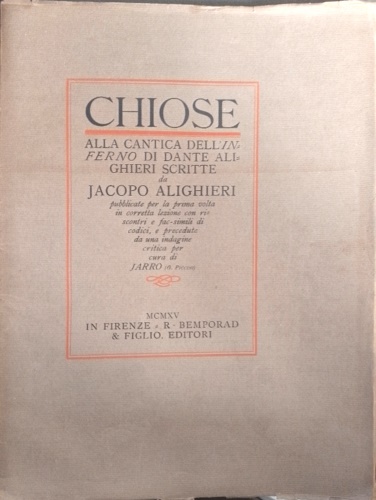 CHIOSE
ALLA CANTICA DELL'IN-
FERNO DI DANTE ALI-
GHIERI SCRITTE
da
JACOPO ALIGHIERI
pubblicate per la prima volta
in corretta lezione con ri-
scontri e fac-simili di
codici, e precedute
da una indagine
critica per
cura di
JARRO (G. Piccini)
MCMXV
IN FIRENZE R. BEMPORAD
& FIGLIO, EDITORI